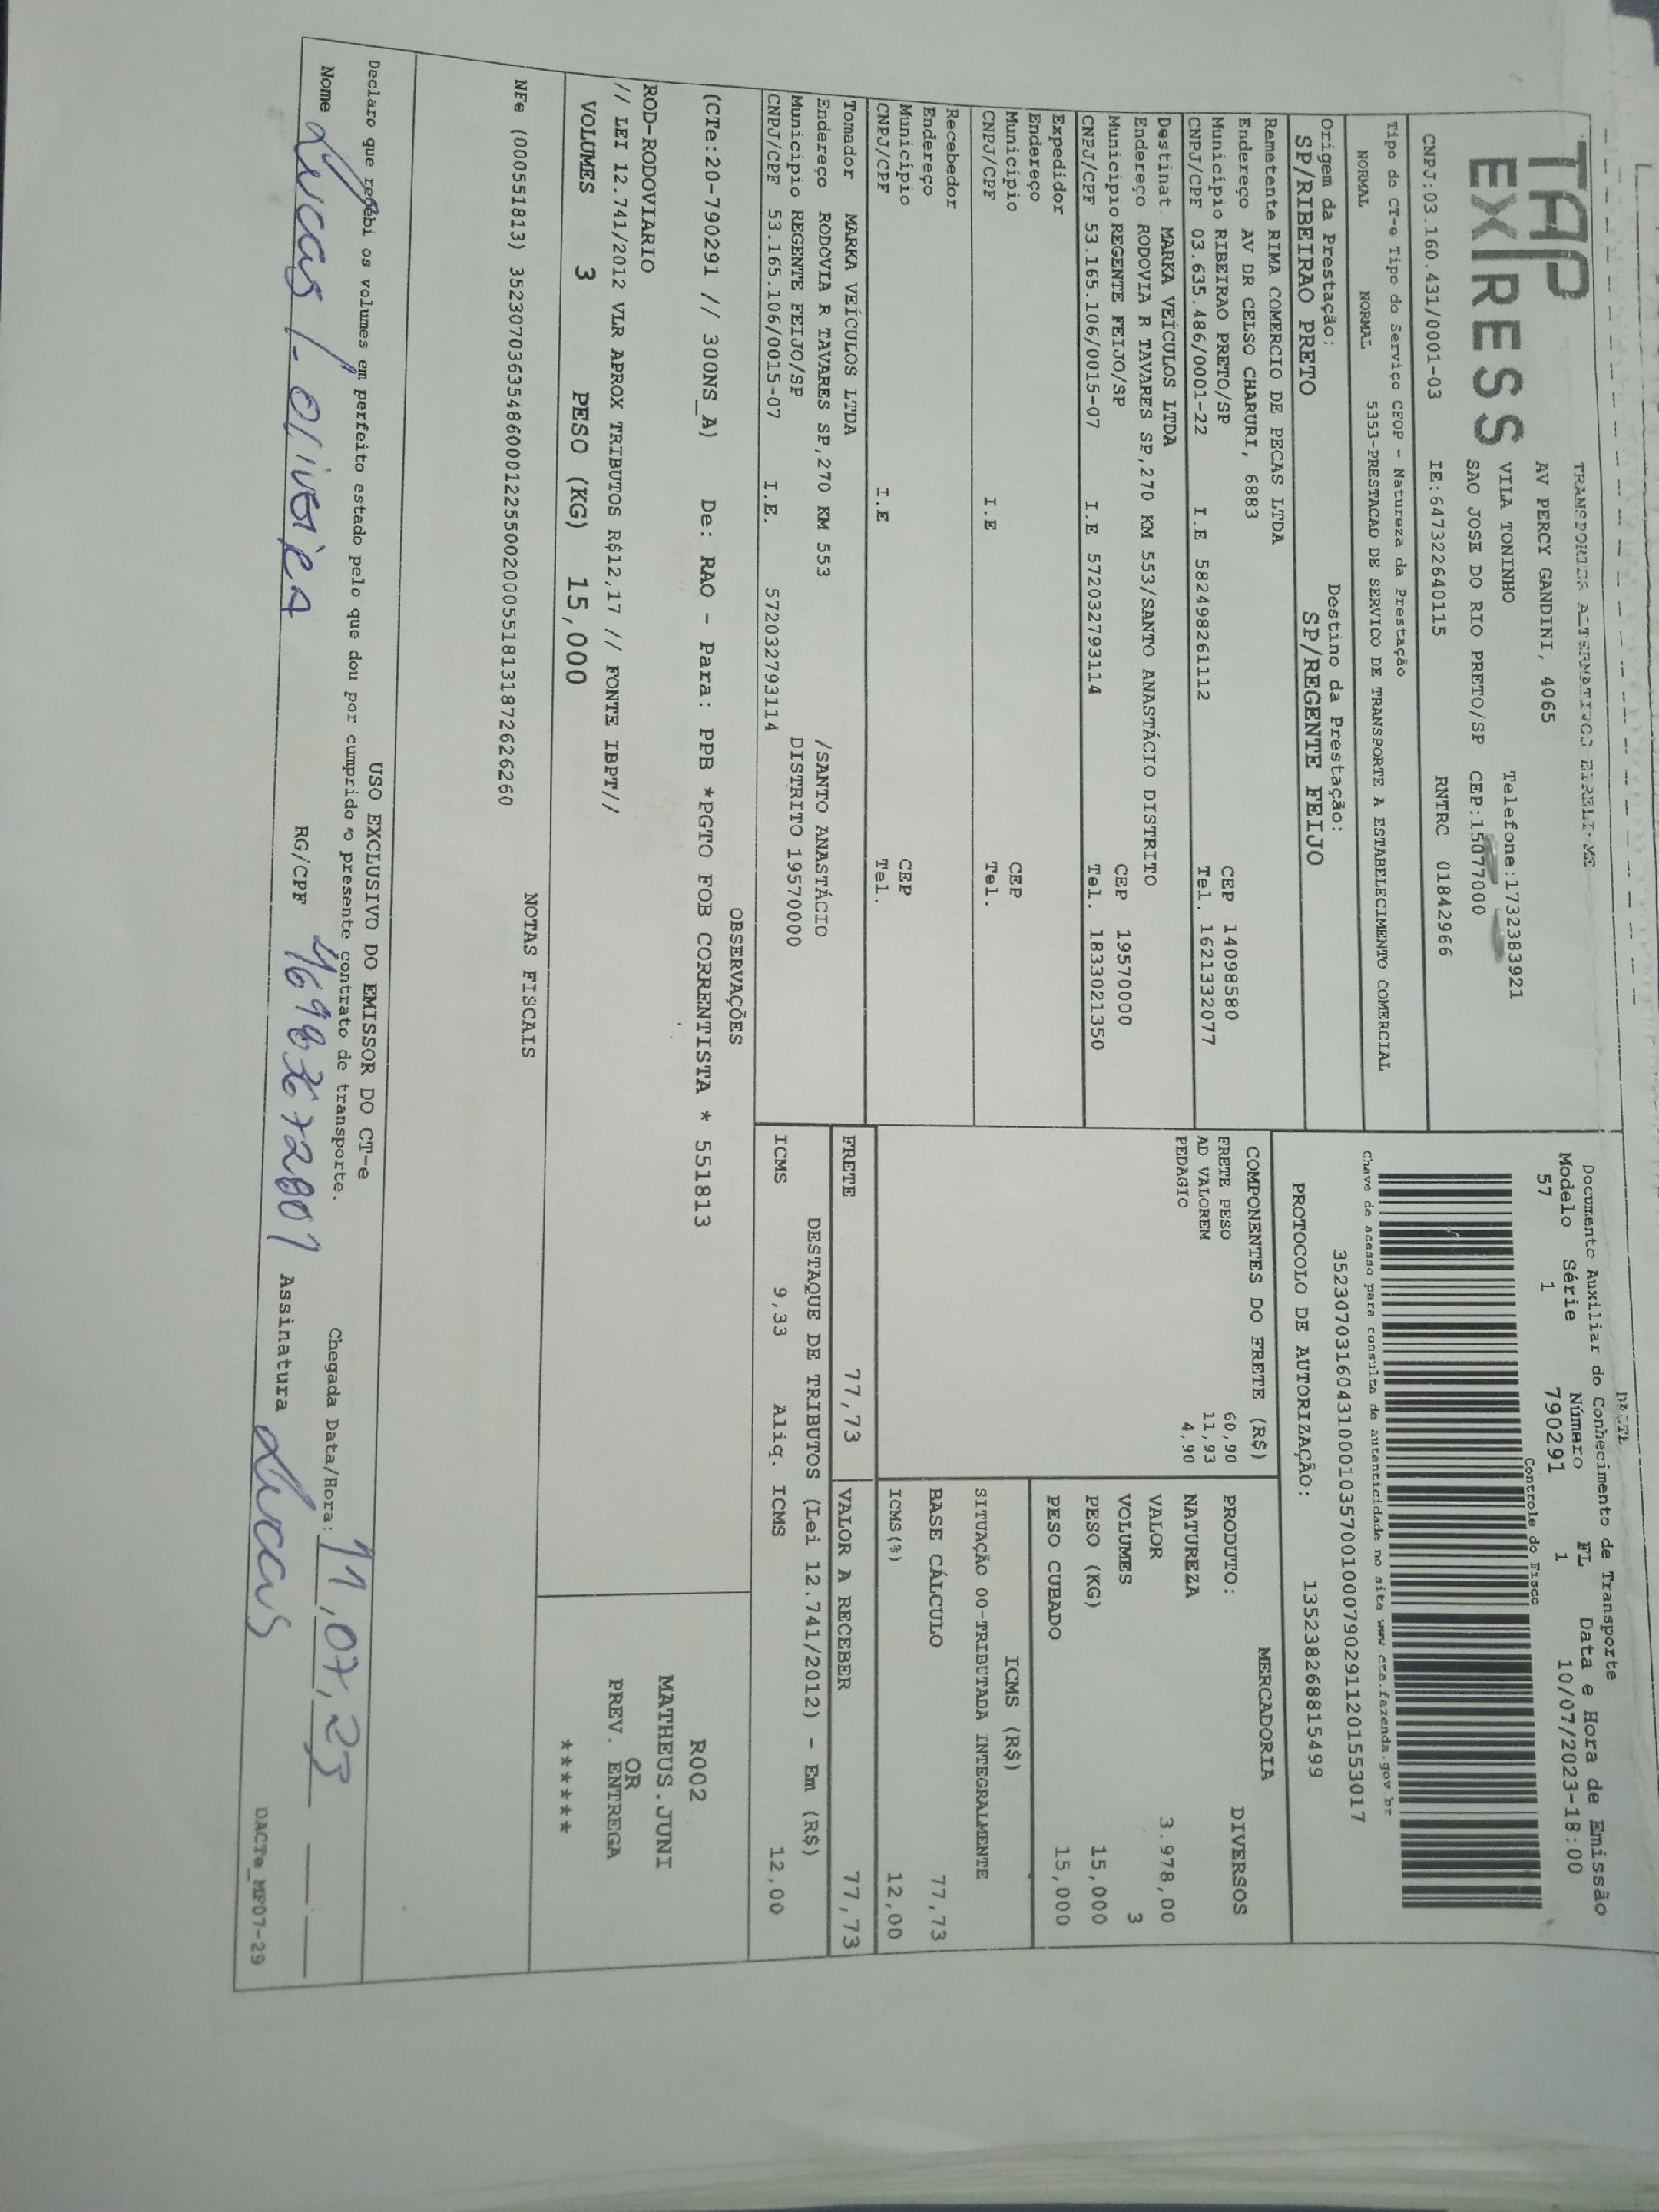 TAP
EXPRESS
TRANSPORTES ALTERNATIVOS EIRELI-ME
AV PERCY GANDINI, 4065
VILA TONINHO Telefone:1732383921
SAO JOSE DO RIO PRETO/SP CEP:15077000
CNPJ:03.160.431/0001-03 IE:647322640115 RNTRC 01842966
Tipo do CT-e Tipo do Serviço CFOP - Natureza da Prestação
NORMAL NORMAL 5353-PRESTACAO DE SERVICO DE TRANSPORTE A ESTABELECIMENTO COMERCIAL
Origem da Prestação: Destino da Prestação:
SP/RIBEIRAO PRETO SP/REGENTE FEIJO
DACTE
Documento Auxiliar do Conhecimento de Transporte
Modelo Série Número FL Data e Hora de Emissão
57 1 790291 1 10/07/2023-18:00
Controle do Fisco
Chave de acesso para consulta de autenticidade no site www.cte.fazenda.gov.br
35230703160431000103570010007902911201553017
PROTOCOLO DE AUTORIZAÇÃO: 135238268815499
Remetente RIMA COMERCIO DE PECAS LTDA
Endereço AV DR CELSO CHARURI, 6883
Município RIBEIRAO PRETO/SP CEP 14098580
CNPJ/CPF 03.635.486/0001-22 I.E 582498261112 Tel. 16213332077
Destinat. MARKA VEÍCULOS LTDA
Endereço RODOVIA R TAVARES SP,270 KM 553/SANTO ANASTÁCIO DISTRITO
Municipio REGENTE FEIJO/SP CEP 19570000
CNPJ/CPF 53.165.106/0015-07 I.E 572032793114 Tel. 1833021350
Expedidor
Endereço
Município CEP
CNPJ/CPF I.E Tel.
Recebedor
Endereço
Município CEP
CNPJ/CPF I.E Tel.
Tomador MARKA VEÍCULOS LTDA
Endereço RODOVIA R TAVARES SP,270 KM 553 /SANTO ANASTÁCIO
Município REGENTE FEIJO/SP DISTRITO 19570000
CNPJ/CPF 53.165.106/0015-07 I.E. 572032793114
COMPONENTES DO FRETE (R$)
FRETE PESO 60,90
AD VALOREM 11,93
PEDAGIO 4,90
MERCADORIA
PRODUTO: DIVERSOS
NATUREZA
VALOR 3.978,00
VOLUMES 3
PESO (KG) 15,000
PESO CUBADO 15,000
ICMS (R$)
SITUAÇÃO 00-TRIBUTADA INTEGRALMENTE
BASE CÁLCULO 77,73
ICMS(%) 12,00
FRETE 77,73 VALOR A RECEBER 77,73
DESTAQUE DE TRIBUTOS (Lei 12.741/2012) - Em (R$)
ICMS 9,33 Aliq. ICMS 12,00
OBSERVAÇÕES
(CTe:20-790291 // 300NS_A) De: RAO - Para: PPB *PGTO FOB CORRENTISTA * 551813
ROD-RODOVIARIO
// LEI 12.741/2012 VLR APROX TRIBUTOS R$12,17 // FONTE IBPT//
VOLUMES 3 PESO (KG) 15,000
R002
MATHEUS.JUNI
OR
PREV. ENTREGA
******
NOTAS FISCAIS
NFe (000551813) 35230703635486000122550020005518131872626260
USO EXCLUSIVO DO EMISSOR DO CT-e
Declaro que recebi os volumes em perfeito estado pelo que dou por cumprido o presente contrato de transporte.
Chegada Data/Hora: 11,07,23
Nome Lucas L. Oliveira RG/CPF Assinatura Lucas
DACTe_MP07-29